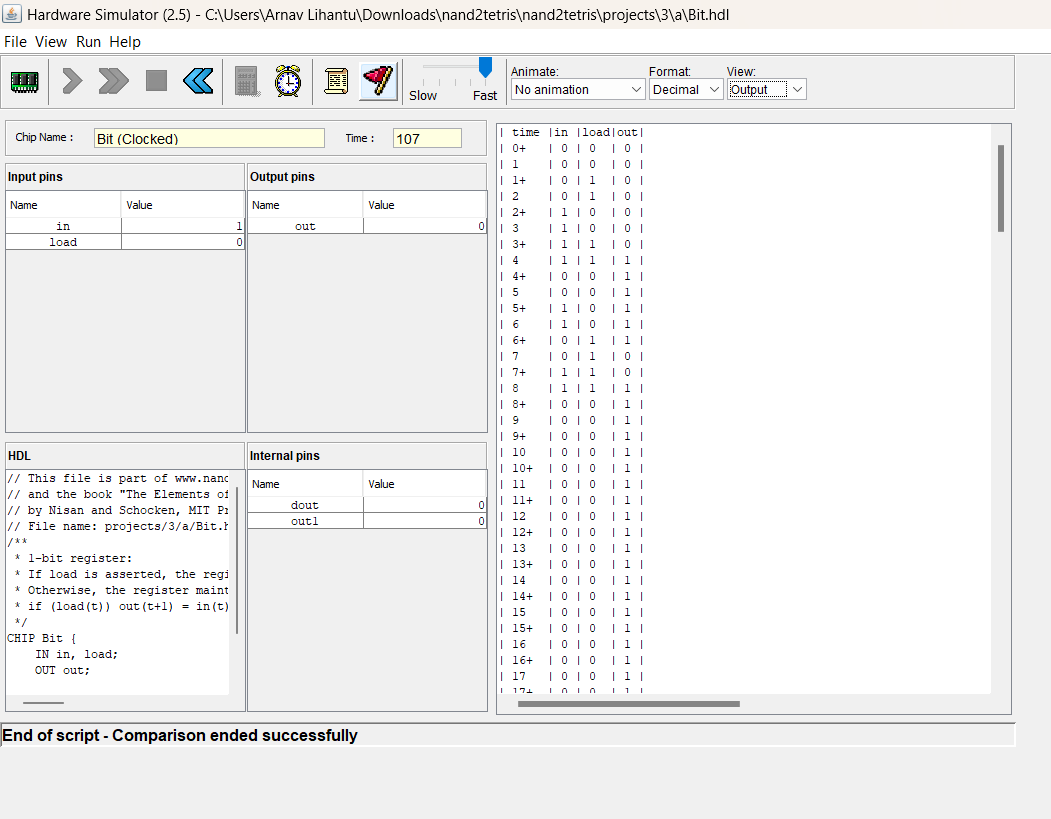 Hardware Simulator (2.5) - C:\Users\Arnav Lihantu\Downloads\nand2tetris\nand2tetris\projects\3\a\Bit.hdl
File View Run Help
Slow Fast
Animate: Format: View:
No animation Decimal Output
Chip Name : Bit (Clocked) Time : 107
Input pins
Name Value
in 1
load 0
Output pins
Name Value
out 0
HDL
// This file is part of www.nand
// and the book "The Elements of
// by Nisan and Schocken, MIT Pr
// File name: projects/3/a/Bit.h
/**
* 1-bit register:
* If load is asserted, the regi
* Otherwise, the register maint
* if (load(t)) out(t+1) = in(t)
*/
CHIP Bit {
IN in, load;
OUT out;
Internal pins
Name Value
dout 0
out1 0
| time |in |load|out|
| 0+ | 0 | 0 | 0 |
| 1 | 0 | 0 | 0 |
| 1+ | 0 | 1 | 0 |
| 2 | 0 | 1 | 0 |
| 2+ | 1 | 0 | 0 |
| 3 | 1 | 0 | 0 |
| 3+ | 1 | 1 | 0 |
| 4 | 1 | 1 | 1 |
| 4+ | 0 | 0 | 1 |
| 5 | 0 | 0 | 1 |
| 5+ | 1 | 0 | 1 |
| 6 | 1 | 0 | 1 |
| 6+ | 0 | 1 | 1 |
| 7 | 0 | 1 | 0 |
| 7+ | 1 | 1 | 0 |
| 8 | 1 | 1 | 1 |
| 8+ | 0 | 0 | 1 |
| 9 | 0 | 0 | 1 |
| 9+ | 0 | 0 | 1 |
| 10 | 0 | 0 | 1 |
| 10+ | 0 | 0 | 1 |
| 11 | 0 | 0 | 1 |
| 11+ | 0 | 0 | 1 |
| 12 | 0 | 0 | 1 |
| 12+ | 0 | 0 | 1 |
| 13 | 0 | 0 | 1 |
| 13+ | 0 | 0 | 1 |
| 14 | 0 | 0 | 1 |
| 14+ | 0 | 0 | 1 |
| 15 | 0 | 0 | 1 |
| 15+ | 0 | 0 | 1 |
| 16 | 0 | 0 | 1 |
| 16+ | 0 | 0 | 1 |
| 17 | 0 | 0 | 1 |
| 17+ | 0 | 0 | 1 |
End of script - Comparison ended successfully